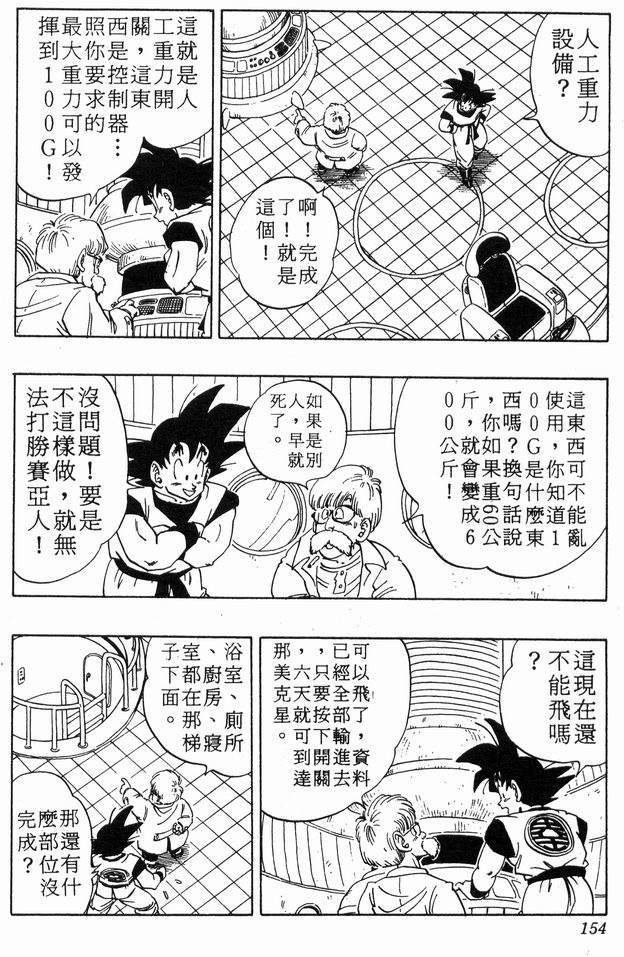 人工重力
設備?
啊!完成
了!就是
這個!
這就是人
工重力開
關,這東
西是控制器…
照你要求的
最大重力可以發
揮到100G!
這東西可不能亂
使用,你知道1
00G是什麼東
西嗎?換句話說
,你如果重60公
斤,就會變成6
00公斤!
如果是別
人,早就
死了。
沒問題!要是
不這樣做,就無
法打勝賽亞人!
這現在還
不能飛嗎
?
可以飛了,資料
已經全部輸進去
,只要按下開關
,六天就可到達
那美克星。
浴室、廁所
、廚房、寢
室都在那梯
子下面。
那還有什
麼部位沒
完成?
154